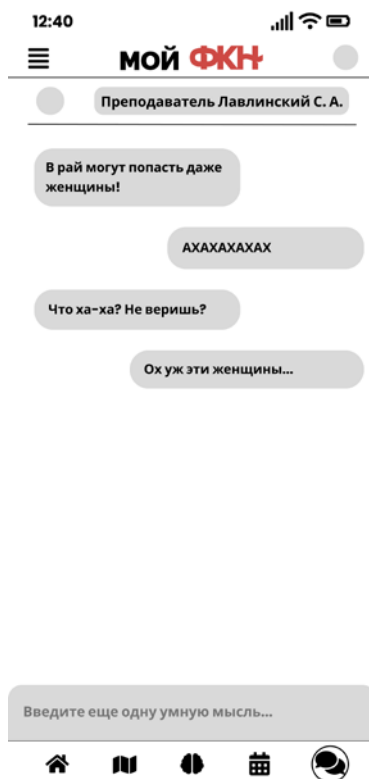 12:40
мой ФКН
Преподаватель Лавлинский С. А.
В рай могут попасть даже
женщины!
АХАХАХАХАХ
Что ха-ха? Не веришь?
Ох уж эти женщины...
Введите еще одну умную мысль...